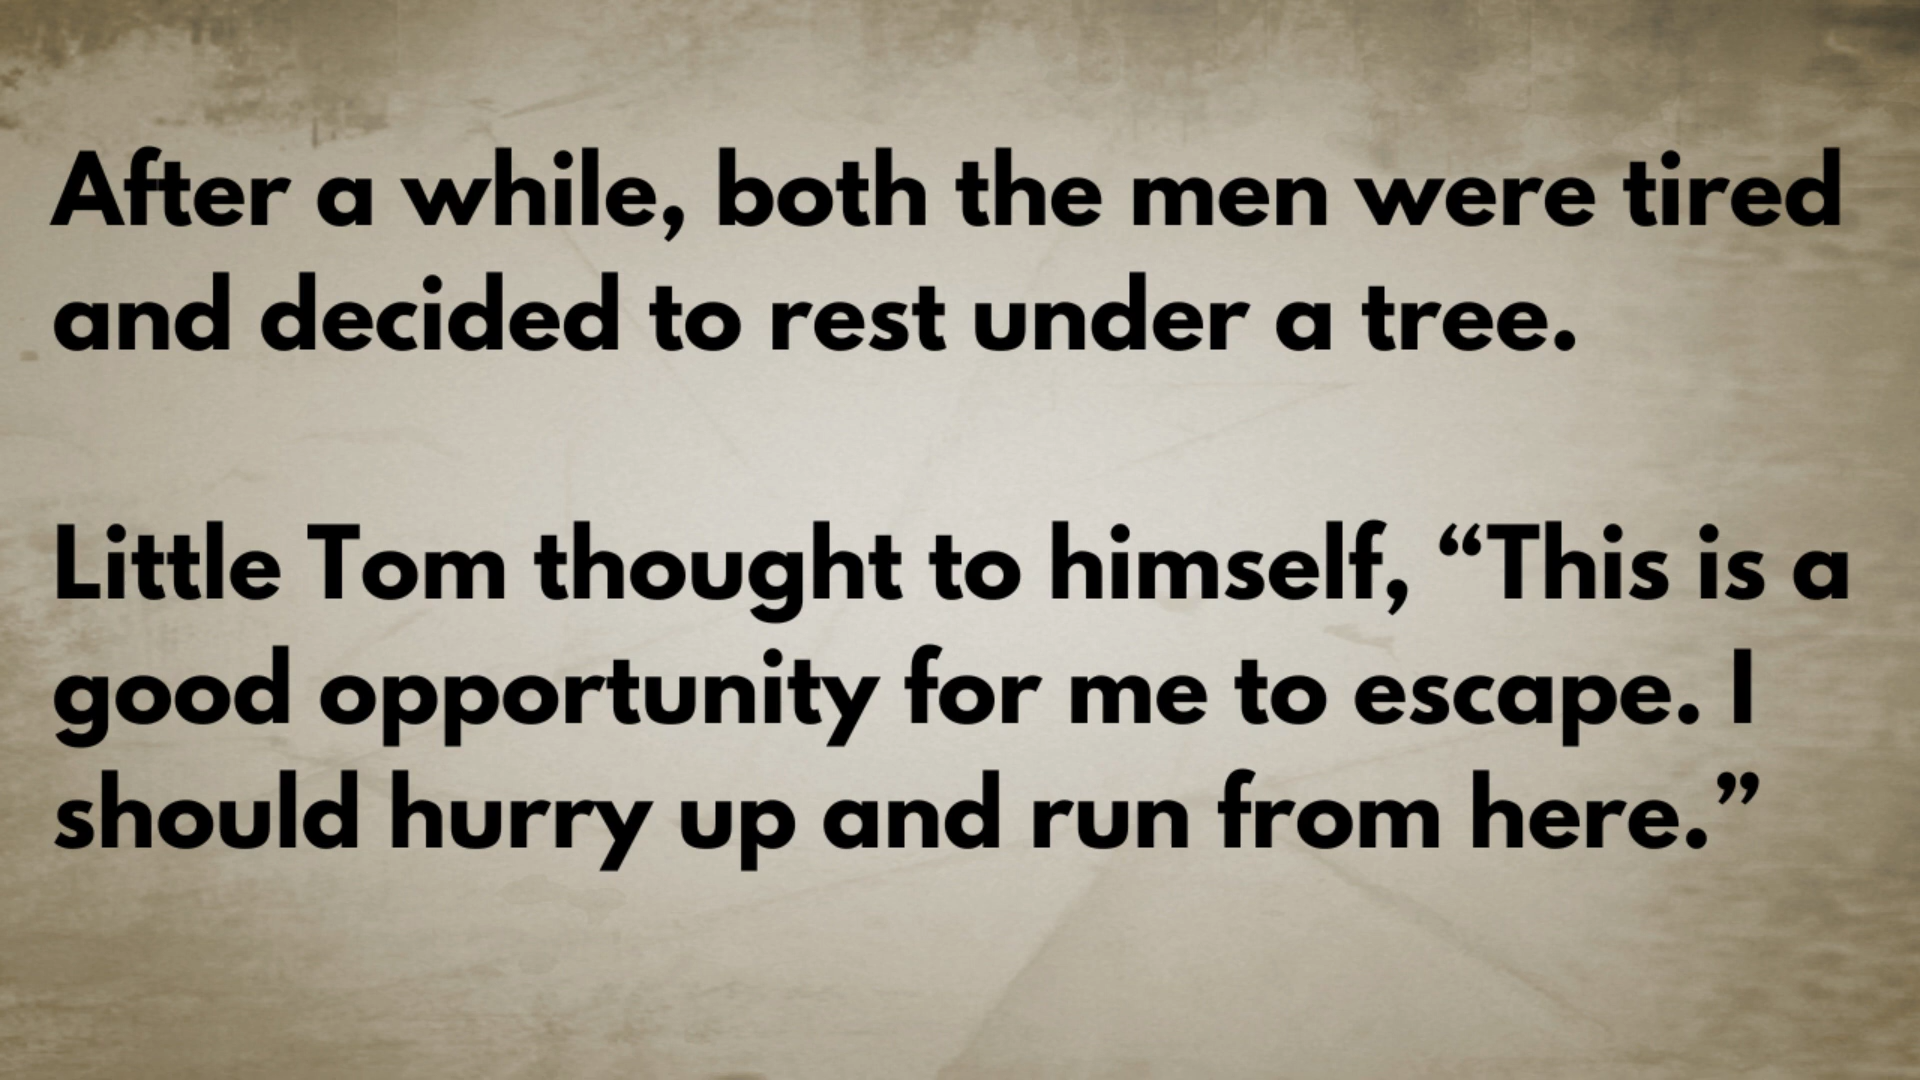 After a while, both the men were tired
and decided to rest under a tree.
Little Tom thought to himself, “This is a
good opportunity for me to escape. I
should hurry up and run from here.”